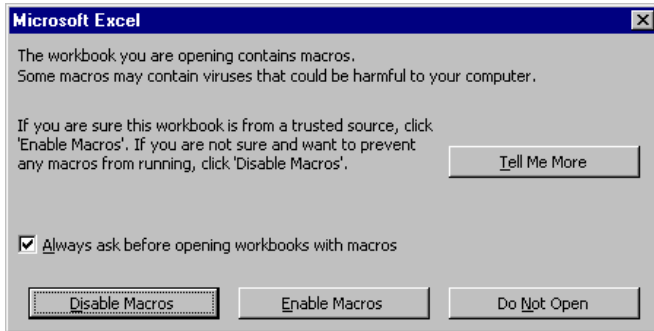 Microsoft Excel
The workbook you are opening contains macros.
Some macros may contain viruses that could be harmful to your computer.
If you are sure this workbook is from a trusted source, click
'Enable Macros'. If you are not sure and want to prevent
any macros from running, click 'Disable Macros'.
Tell Me More
Always ask before opening workbooks with macros
Disable Macros
Enable Macros
Do Not Open